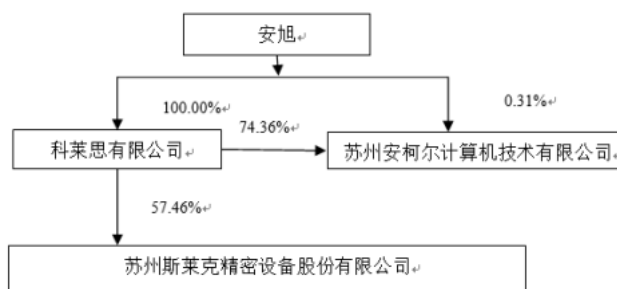 安旭
100.00%
0.31%
74.36%
科莱思有限公司
苏州安柯尔计算机技术有限公司
57.46%
苏州斯莱克精密设备股份有限公司